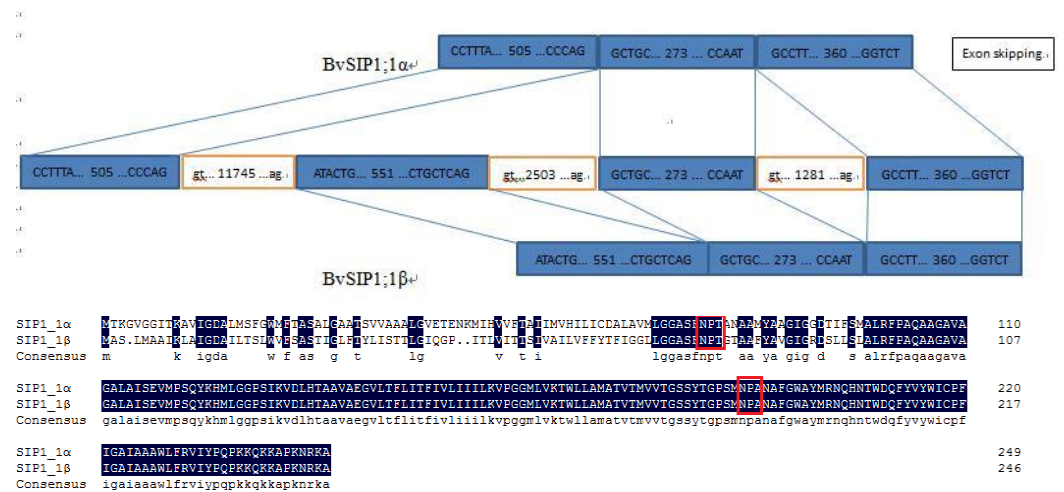 CCTTTA... 505 ...CCCAG GCTGC... 273 ... CCAAT GCCTT... 360 ...GGTCT
BvSIP1;1α
Exon skipping.
CCTTTA... 505 ...CCCAG gt... 11745 ...ag. ATACTG... 551 ...CTGCTCAG gt...2503 ...ag. GCTGC... 273 ... CCAAT gt... 1281 ...ag. GCCTT... 360 ...GGTCT
ATACTG... 551 ...CTGCTCAG GCTGC... 273 ... CCAAT GCCTT... 360 ...GGTCT
BvSIP1;1β
SIP1_1α MTKGVGGITKAVIGDALMSFGWMFTASALGAATSVVAAALGVETENKMIHVVFTAIIMVHILICDALAVMLGGASFNPTANAAMYAAGIGGDTIFSMALRFPAQAAGAVA 110
SIP1_1β MAS.LMAAIKLAIGDAILTSLWVFSASTIGLFTYLISTTLGIQGP..ITLVITTSIVAILVFFYTFIGGLLGGASFNPTGTAAFYAVGIGRDSLLSLALRFPAQAAGAVA 107
Consensus m k igda w f as g t lg v t i lggasfnpt aa ya gig d s alrfpaqaagava
SIP1_1α GALAISEVMPSQYKHMLGGPSIKVDLHTAAVAEGVLTFLITFIVLIIILKVPGGMLVKTWLLAMATVTMVVTGSSYTGPSMNPANAFGWAYMRNQHNTWDQFYVYWICPF 220
SIP1_1β GALAISEVMPSQYKHMLGGPSIKVDLHTAAVAEGVLTFLITFIVLIIILKVPGGMLVKTWLLAMATVTMVVTGSSYTGPSMNPANAFGWAYMRNQHNTWDQFYVYWICPF 217
Consensus galaisevmpsqykhmlggpsikvdlhtaavaegvltflitfivliiilkvpggmlvktwllamatvtmvvtgssytgpsmnpanafgwaymrnqhntwdqfyvywicpf
SIP1_1α IGAIAAAWLFRVIYPQPKKQKKAPKNRKA 249
SIP1_1β IGAIAAAWLFRVIYPQPKKQKKAPKNRKA 246
Consensus igaiaaawlfrviypqpkkqkkapknrka